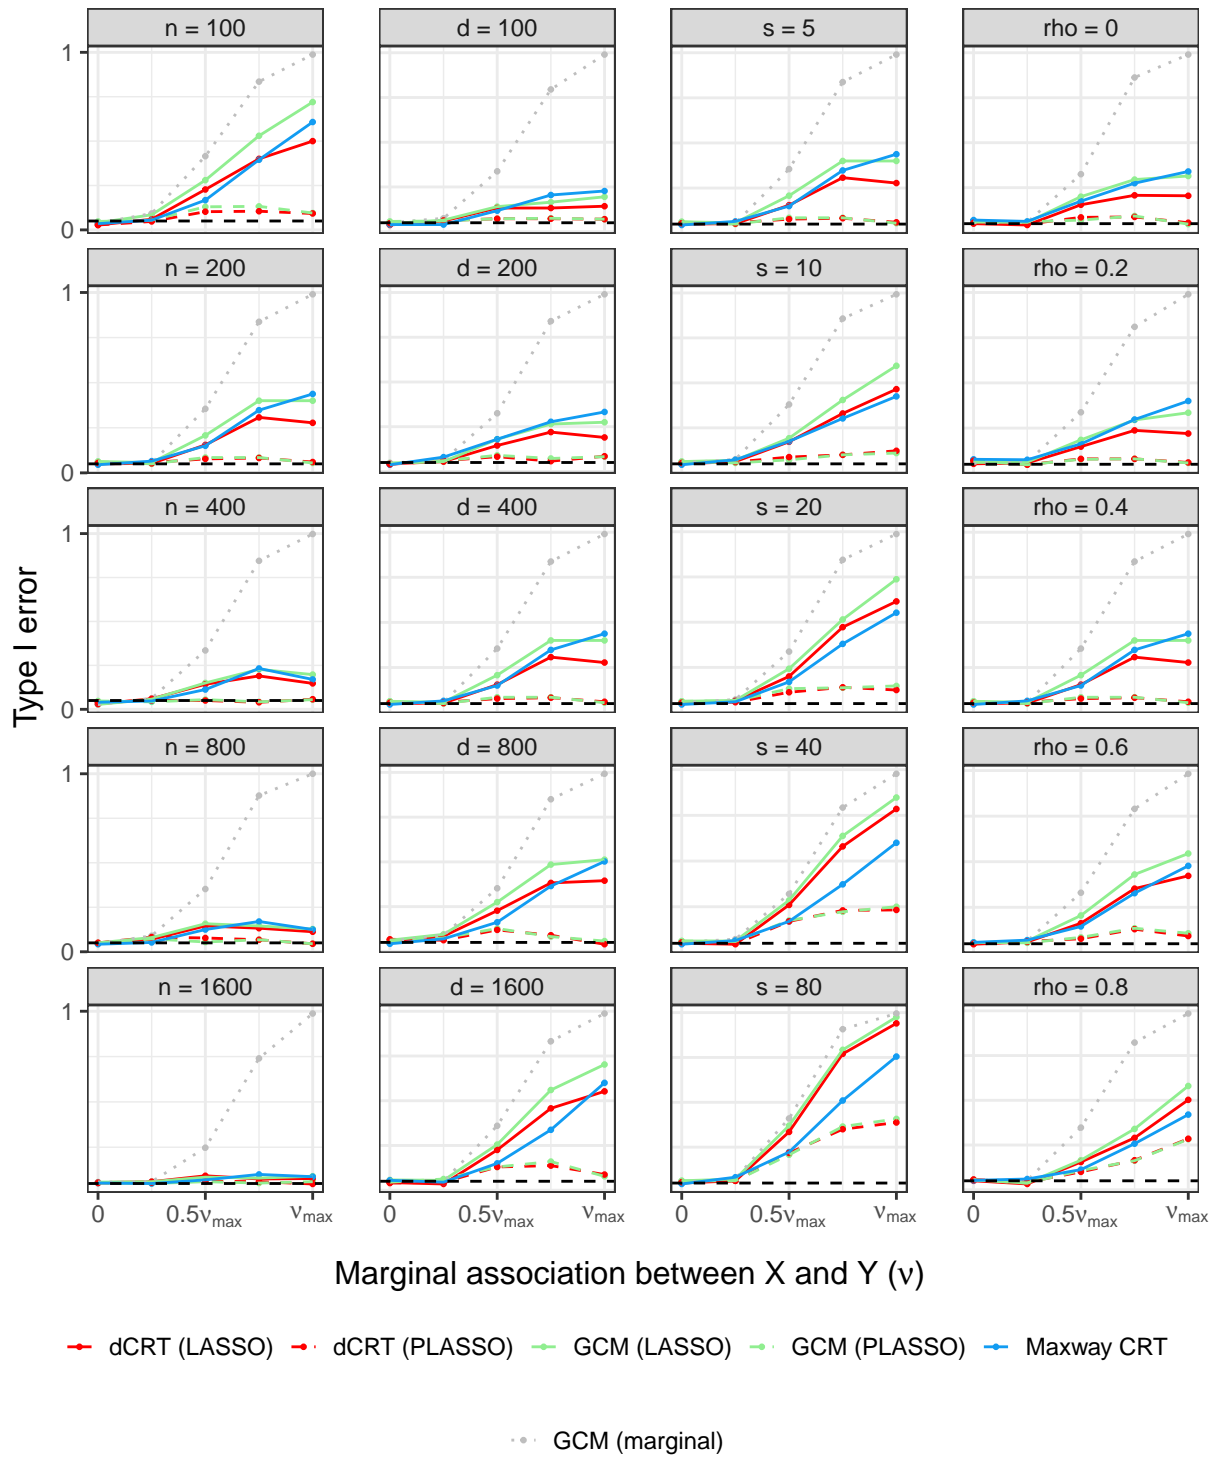 n = 100 d = 100 s = 5 rho = 0
1
0
n = 200 d = 200 s = 10 rho = 0.2
1
0
n = 400 d = 400 s = 20 rho = 0.4
1
0
n = 800 d = 800 s = 40 rho = 0.6
1
0
n = 1600 d = 1600 s = 80 rho = 0.8
1
Type I error
0 0.5νmax νmax 0 0.5νmax νmax 0 0.5νmax νmax 0 0.5νmax νmax
Marginal association between X and Y (ν)
dCRT (LASSO) dCRT (PLASSO) GCM (LASSO) GCM (PLASSO) Maxway CRT
GCM (marginal)